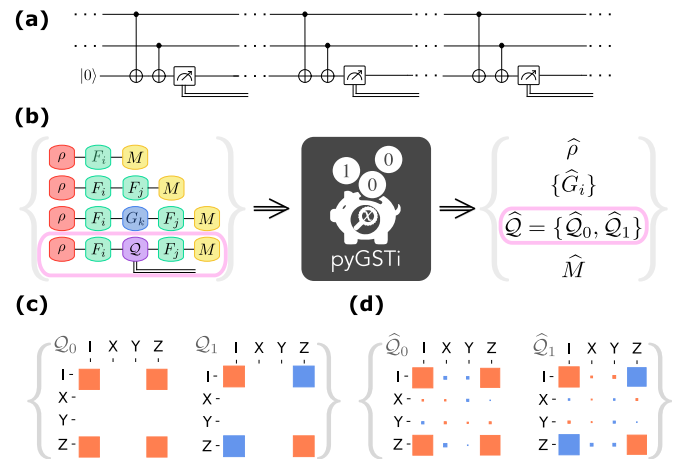 (a)
· · · · · · · · · · · ·
· · · · · · · · · · · ·
|0⟩ · · · · · · · · ·
(b)
ρ F_i M
ρ F_i F_j M
ρ F_i G_k F_j M
ρ F_i 𝒬 F_j M
1 0
0
pyGSTi
ρ̂
{Ĝ_i}
𝒬̂ = {𝒬̂_0, 𝒬̂_1}
M̂
(c)
𝒬_0 I X Y Z
I
X
Y
Z
𝒬_1 I X Y Z
I
X
Y
Z
(d)
𝒬̂_0 I X Y Z
I
X
Y
Z
𝒬̂_1 I X Y Z
I
X
Y
Z